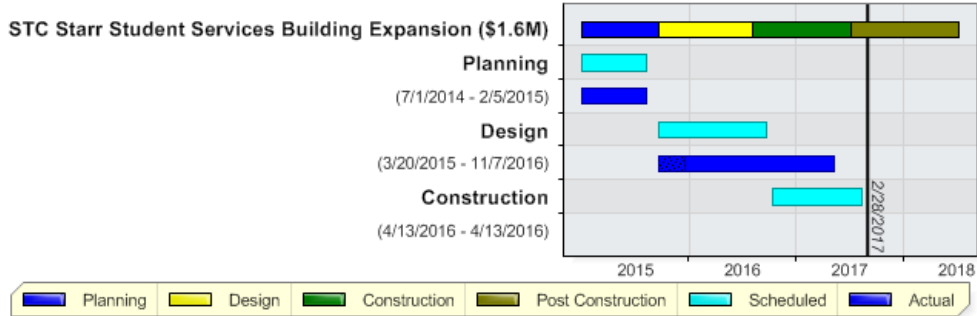 STC Starr Student Services Building Expansion ($1.6M)
Planning
(7/1/2014 - 2/5/2015)
Design
(3/20/2015 - 11/7/2016)
Construction
(4/13/2016 - 4/13/2016)
2/28/2017
2015 2016 2017 2018
Planning Design Construction Post Construction Scheduled Actual